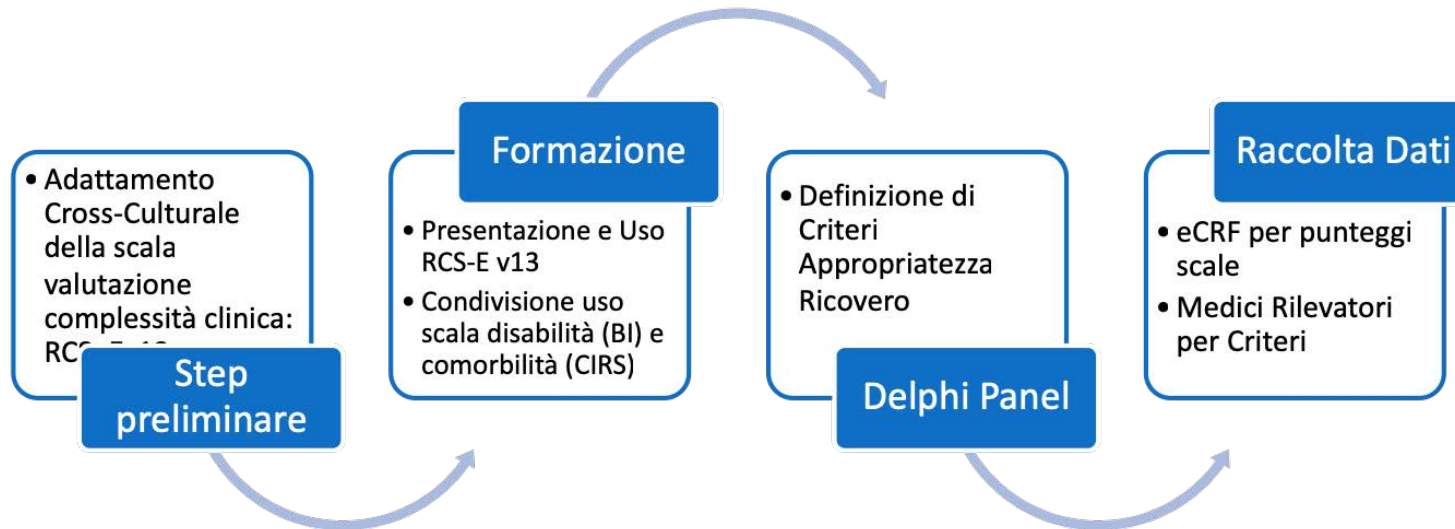 • Adattamento
Cross-Culturale
della scala
valutazione
complessità clinica:
Step
preliminare
Formazione
• Presentazione e Uso
RCS-E v13
• Condivisione uso
scala disabilità (BI) e
comorbilità (CIRS)
• Definizione di
Criteri
Appropriatezza
Ricovero
Delphi Panel
Raccolta Dati
• eCRF per punteggi
scale
• Medici Rilevatori
per Criteri